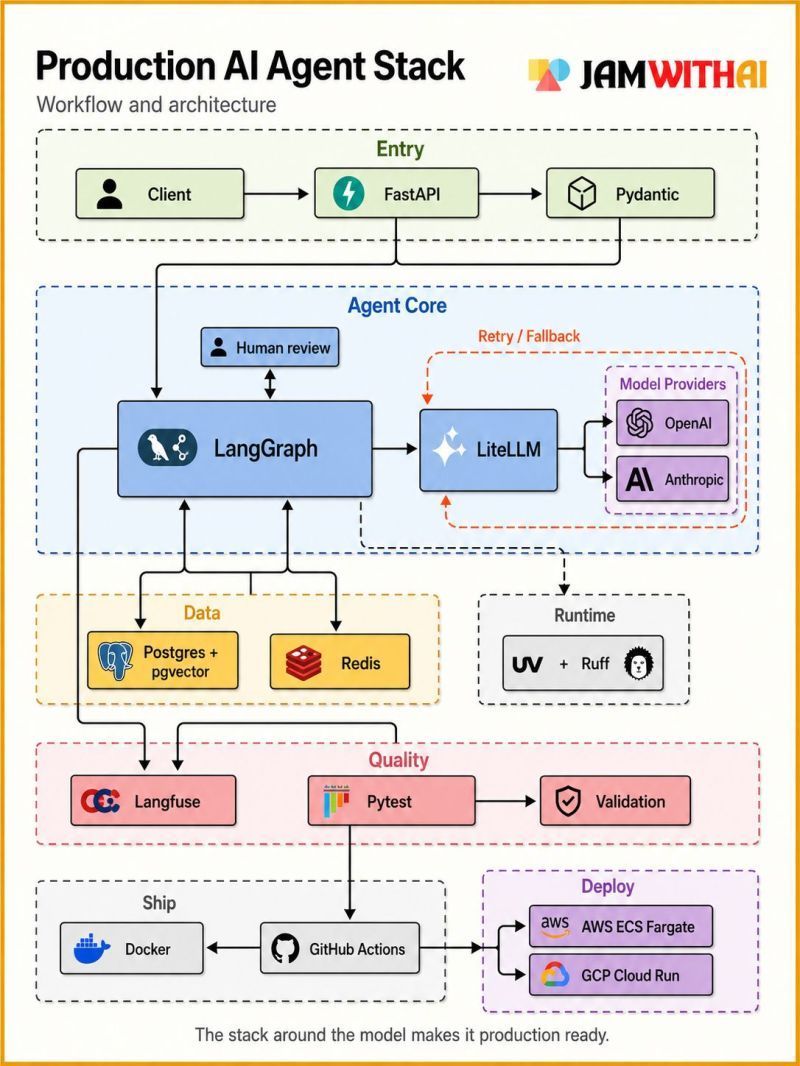 Production AI Agent Stack
JAMWITHAI
Workflow and architecture
Entry
Client
FastAPI
Pydantic
Agent Core
Human review
Retry / Fallback
Model Providers
LangGraph
LiteLLM
OpenAI
Anthropic
Data
Postgres +
pgvector
Redis
Runtime
UV + Ruff
Quality
Langfuse
Pytest
Validation
Ship
Docker
GitHub Actions
Deploy
aws AWS ECS Fargate
GCP Cloud Run
The stack around the model makes it production ready.